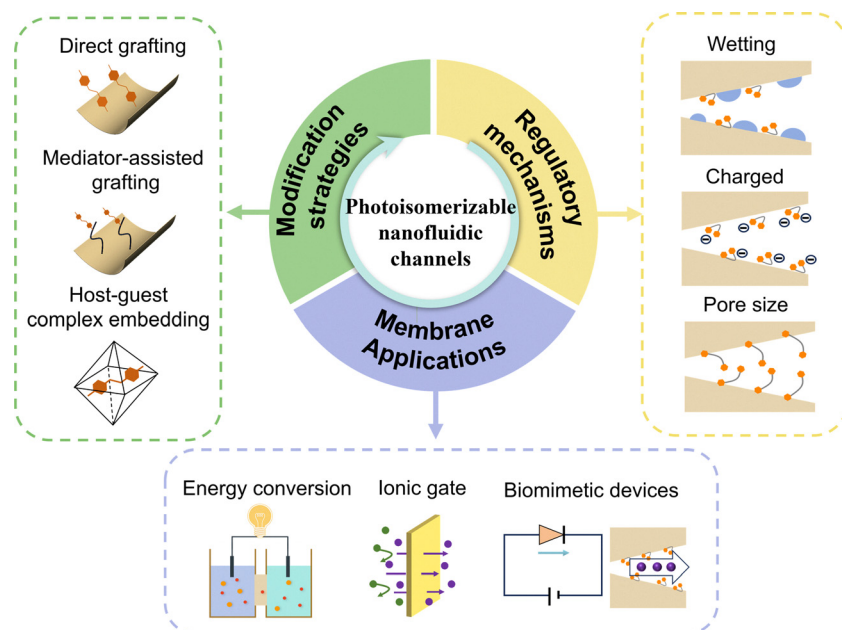 Direct grafting
Mediator-assisted
grafting
Host-guest
complex embedding
Modification
strategies
Regulatory
mechanisms
Photoisomerizable
nanofluidic
channels
Membrane
Applications
Wetting
Charged
Pore size
Energy conversion
Ionic gate
Biomimetic devices